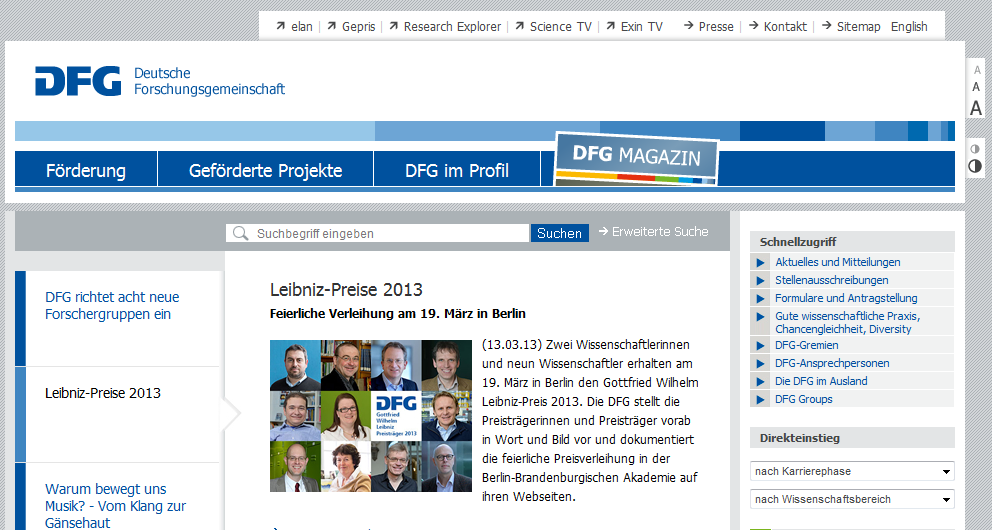 elan
Gepris
Research Explorer
Science TV
Exin TV
Presse
Kontakt
Sitemap
English
A
A
A
DFG
Deutsche
Forschungsgemeinschaft
Förderung
Geförderte Projekte
DFG im Profil
DFG MAGAZIN
Suchbegriff eingeben
Suchen
Erweiterte Suche
DFG richtet acht neue
Forschergruppen ein
Leibniz-Preise 2013
Warum bewegt uns
Musik? - Vom Klang zur
Gänsehaut
Leibniz-Preise 2013
Feierliche Verleihung am 19. März in Berlin
DFG
Gottfried
Wilhelm
Leibniz
Preisträger 2013
(13.03.13) Zwei Wissenschaftlerinnen
und neun Wissenschaftler erhalten am
19. März in Berlin den Gottfried Wilhelm
Leibniz-Preis 2013. Die DFG stellt die
Preisträgerinnen und Preisträger vorab
in Wort und Bild vor und dokumentiert
die feierliche Preisverleihung in der
Berlin-Brandenburgischen Akademie auf
ihren Webseiten.
Schnellzugriff
Aktuelles und Mitteilungen
Stellenausschreibungen
Formulare und Antragstellung
Gute wissenschaftliche Praxis,
Chancengleichheit, Diversity
DFG-Gremien
DFG-Ansprechpersonen
Die DFG im Ausland
DFG Groups
Direkteinstieg
nach Karrierephase
nach Wissenschaftsbereich